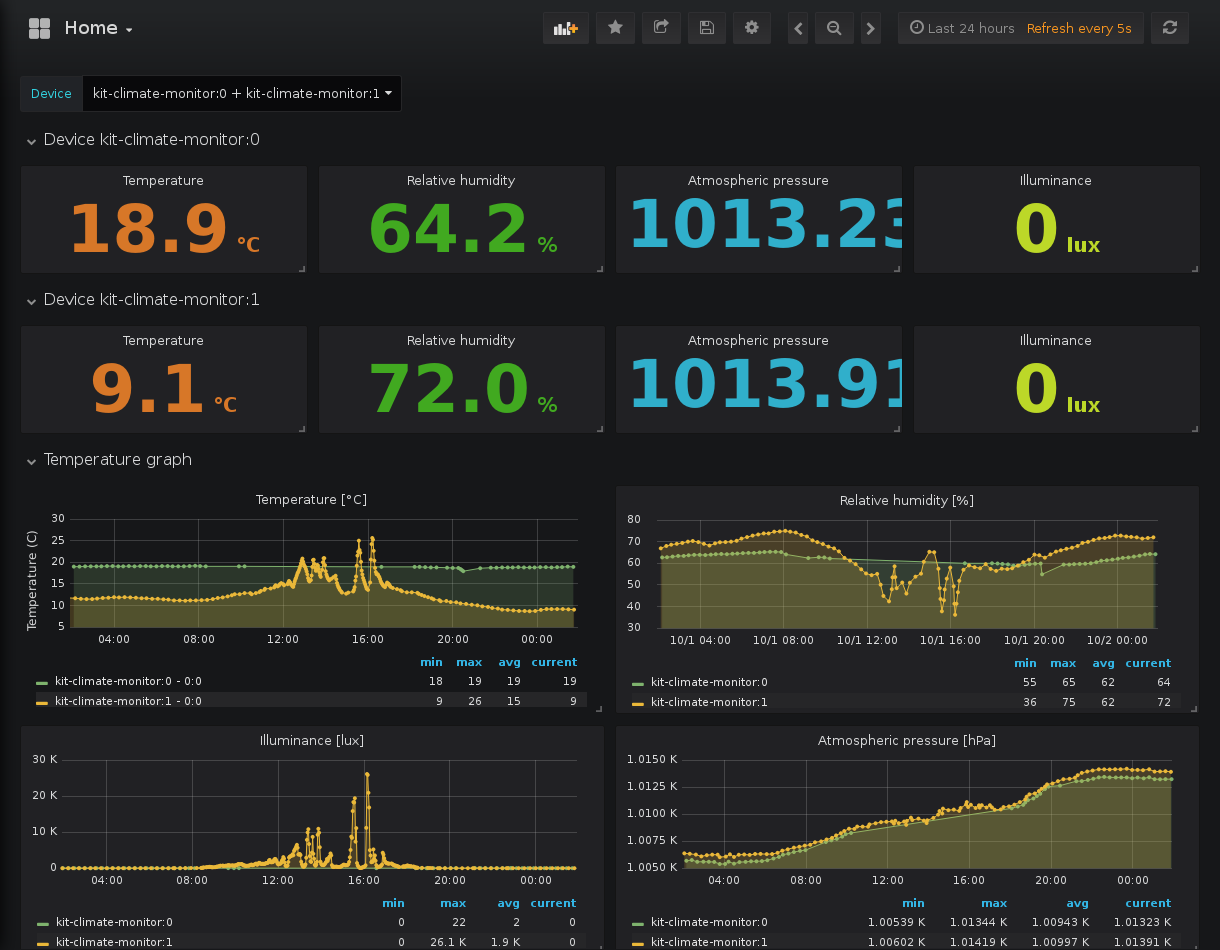 Home
Last 24 hours Refresh every 5s
Device kit-climate-monitor:0 + kit-climate-monitor:1
Device kit-climate-monitor:0
Temperature Relative humidity Atmospheric pressure Illuminance
18.9 °C 64.2 % 1013.23 0 lux
Device kit-climate-monitor:1
Temperature Relative humidity Atmospheric pressure Illuminance
9.1 °C 72.0 % 1013.91 0 lux
Temperature graph
Temperature [°C]
Temperature (C)
30
25
20
15
10
5
04:00 08:00 12:00 16:00 20:00 00:00
min max avg current
kit-climate-monitor:0 - 0:0 18 19 19 19
kit-climate-monitor:1 - 0:0 9 26 15 9
Relative humidity [%]
80
70
60
50
40
30
10/1 04:00 10/1 08:00 10/1 12:00 10/1 16:00 10/1 20:00 10/2 00:00
min max avg current
kit-climate-monitor:0 55 65 62 64
kit-climate-monitor:1 36 75 62 72
Illuminance [lux]
30 K
20 K
10 K
0
04:00 08:00 12:00 16:00 20:00 00:00
min max avg current
kit-climate-monitor:0 0 22 2 0
kit-climate-monitor:1 0 26.1 K 1.9 K 0
Atmospheric pressure [hPa]
1.0150 K
1.0125 K
1.0100 K
1.0075 K
1.0050 K
04:00 08:00 12:00 16:00 20:00 00:00
min max avg current
kit-climate-monitor:0 1.00539 K 1.01344 K 1.00943 K 1.01323 K
kit-climate-monitor:1 1.00602 K 1.01419 K 1.00997 K 1.01391 K